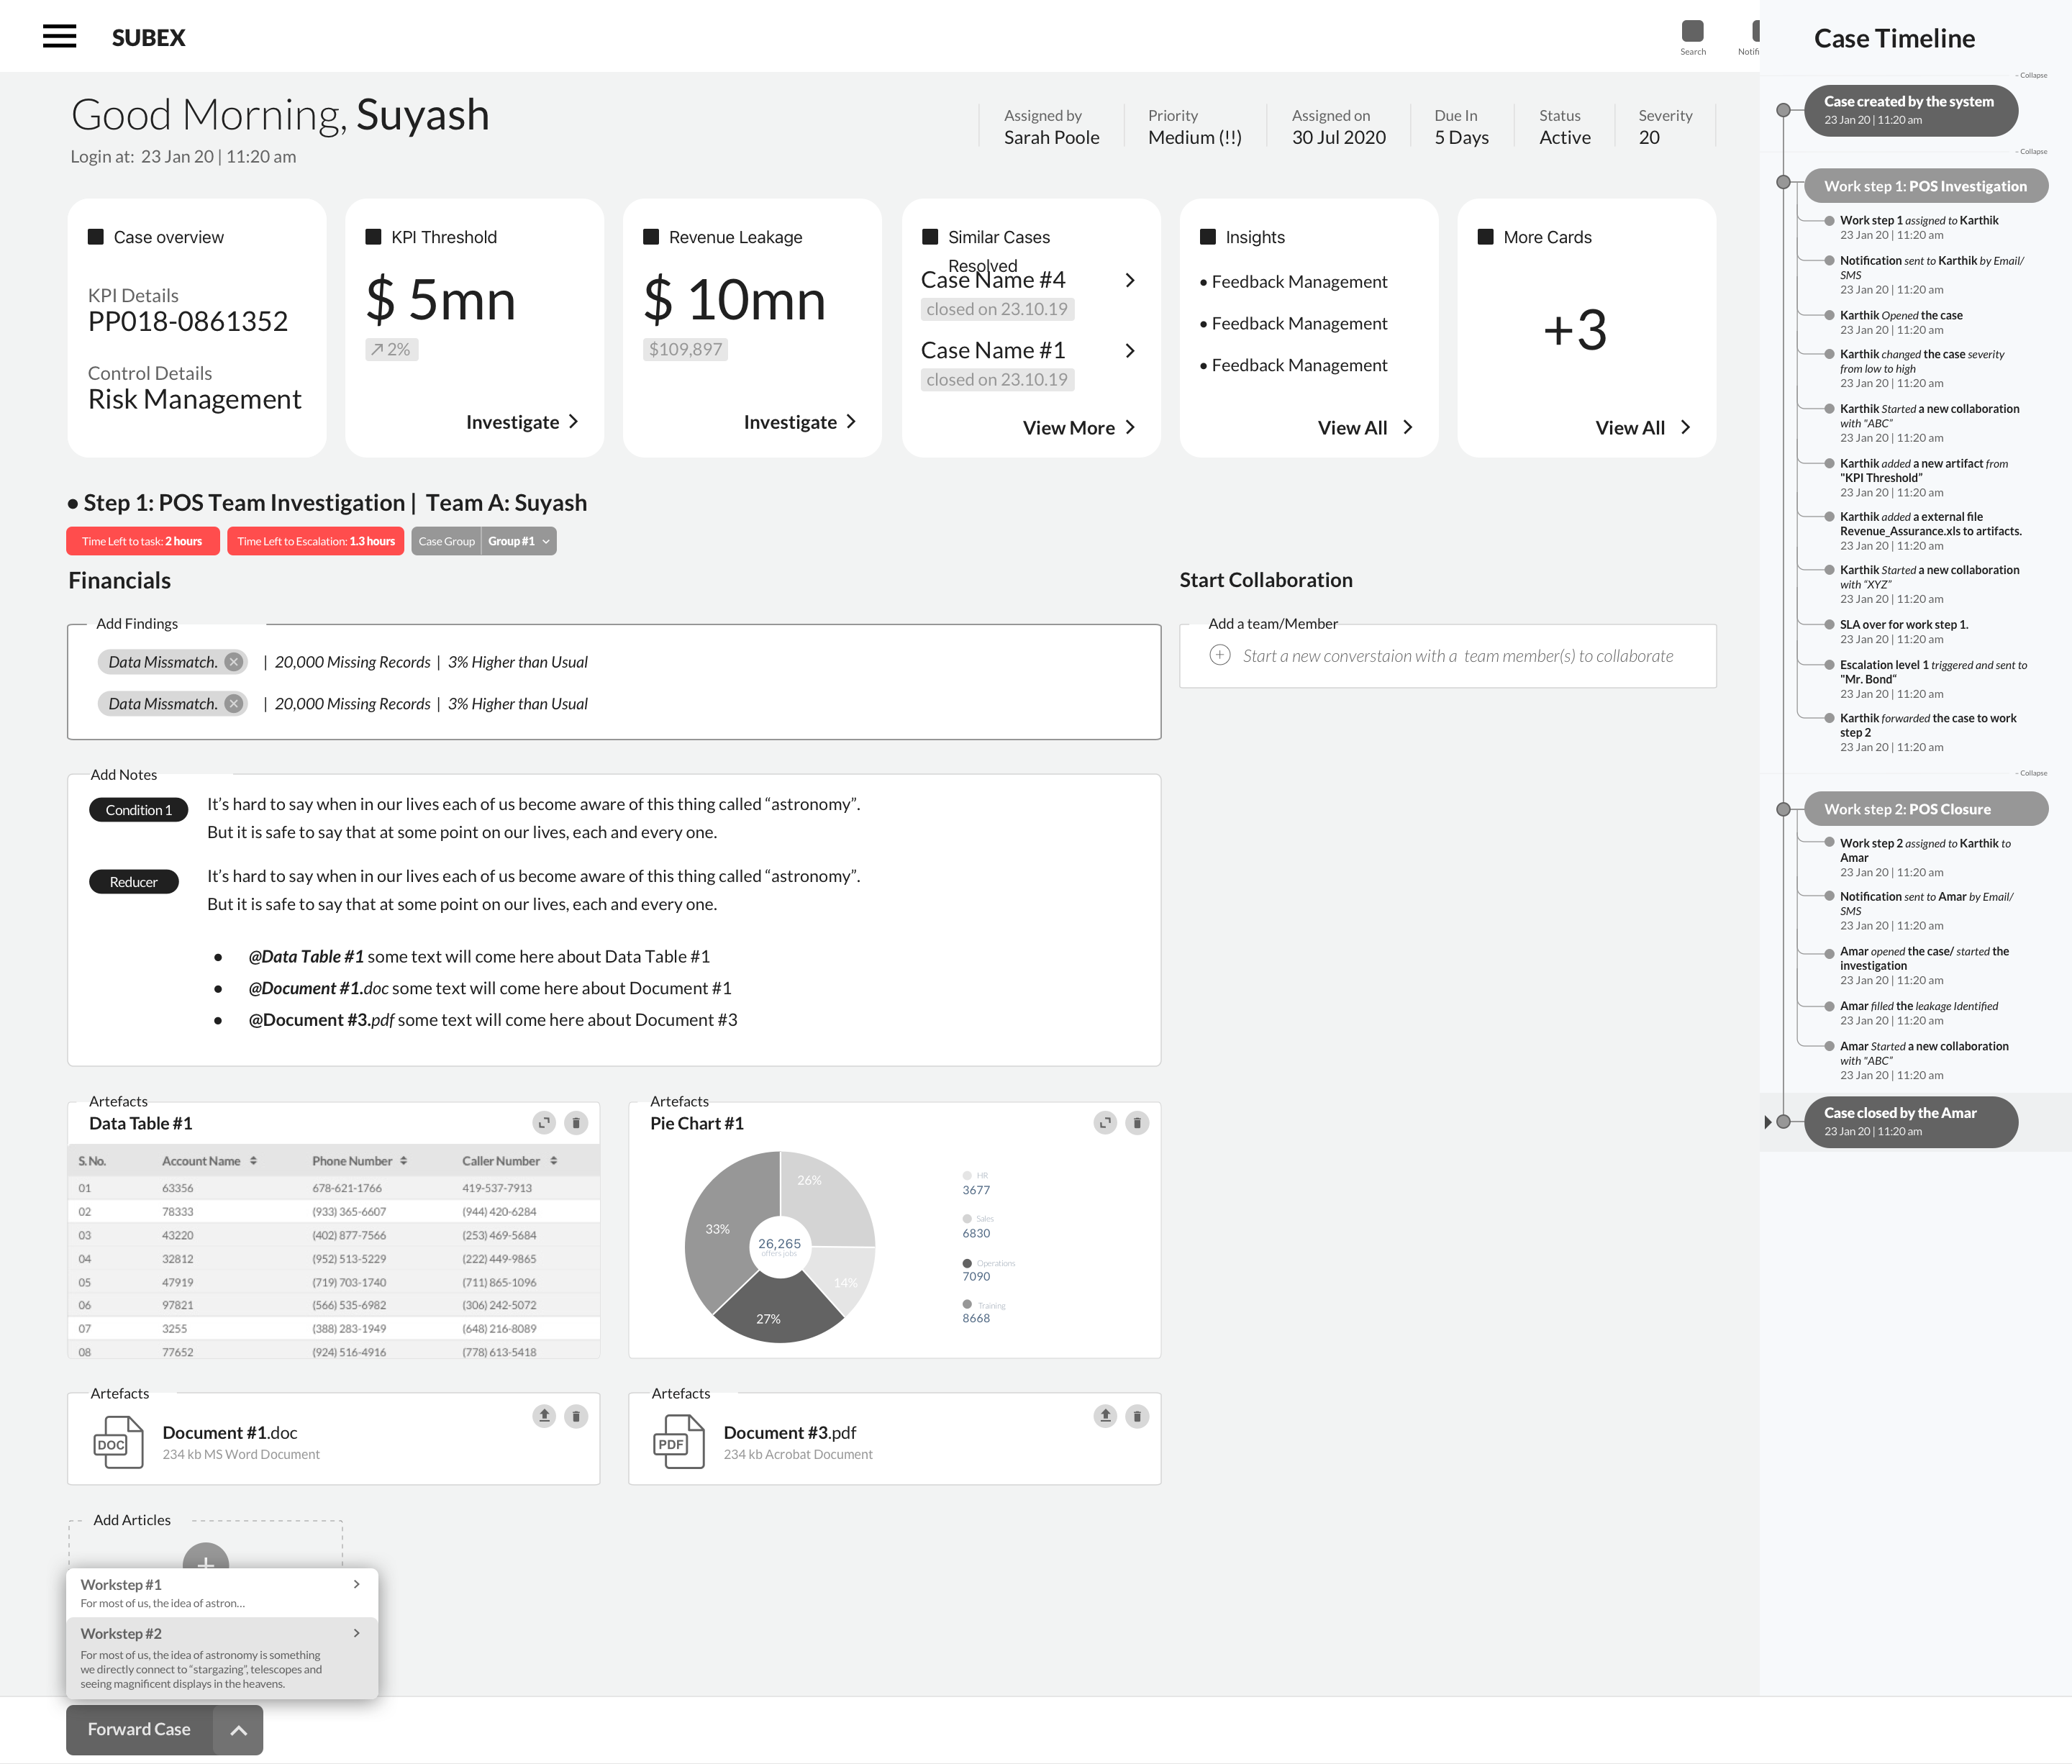 SUBEX
Search
Good Morning, Suyash
Login at: 23 Jan 20 | 11:20 am
Assigned by
Sarah Poole
Priority
Medium (!!)
Assigned on
30 Jul 2020
Due In
5 Days
Status
Active
Severity
20
Case overview
KPI Details
PP018-0861352
Control Details
Risk Management
KPI Threshold
$ 5mn
2%
Investigate
Revenue Leakage
$ 10mn
$109,897
Investigate
Similar Cases
Resolved
Case Name #4
closed on 23.10.19
Case Name #1
closed on 23.10.19
View More
Insights
• Feedback Management
• Feedback Management
• Feedback Management
View All
More Cards
+3
View All
• Step 1: POS Team Investigation | Team A: Suyash
Time Left to task: 2 hours
Time Left to Escalation: 1.3 hours
Case Group
Group #1
Financials
Add Findings
Data Missmatch. | 20,000 Missing Records | 3% Higher than Usual
Data Missmatch. | 20,000 Missing Records | 3% Higher than Usual
Start Collaboration
Add a team/Member
Start a new converstaion with a team member(s) to collaborate
Add Notes
Condition 1
It's hard to say when in our lives each of us become aware of this thing called “astronomy”.
But it is safe to say that at some point on our lives, each and every one.
Reducer
It's hard to say when in our lives each of us become aware of this thing called “astronomy”.
But it is safe to say that at some point on our lives, each and every one.
• @Data Table #1 some text will come here about Data Table #1
• @Document #1.doc some text will come here about Document #1
• @Document #3.pdf some text will come here about Document #3
Artefacts
Data Table #1
S. No. Account Name Phone Number Caller Number
01 63356 678-621-1766 419-537-7913
02 78333 (933) 365-6607 (944) 420-6284
03 43220 (402) 877-7566 (253) 469-5684
04 32812 (952) 513-5229 (222) 449-9865
05 47919 (719) 703-1740 (711) 865-1096
06 97821 (566) 535-6982 (306) 242-5072
07 3255 (388) 283-1949 (648) 216-8089
08 77652 (924) 516-4916 (778) 613-5418
Artefacts
Pie Chart #1
26%
33%
14%
27%
26,265
offers jobs
HR
3677
Sales
6830
Operations
7090
Training
8668
Artefacts
DOC
Document #1.doc
234 kb MS Word Document
Artefacts
PDF
Document #3.pdf
234 kb Acrobat Document
Add Articles
Workstep #1
For most of us, the idea of astron...
Workstep #2
For most of us, the idea of astronomy is something
we directly connect to “stargazing”, telescopes and
seeing magnificent displays in the heavens.
Forward Case
Case Timeline
- Collapse
Case created by the system
23 Jan 20 | 11:20 am
- Collapse
Work step 1: POS Investigation
Work step 1 assigned to Karthik
23 Jan 20 | 11:20 am
Notification sent to Karthik by Email/
SMS
23 Jan 20 | 11:20 am
Karthik Opened the case
23 Jan 20 | 11:20 am
Karthik changed the case severity
from low to high
23 Jan 20 | 11:20 am
Karthik Started a new collaboration
with “ABC”
23 Jan 20 | 11:20 am
Karthik added a new artifact from
"KPI Threshold”
23 Jan 20 | 11:20 am
Karthik added a external file
Revenue_Assurance.xls to artifacts.
23 Jan 20 | 11:20 am
Karthik Started a new collaboration
with “XYZ”
23 Jan 20 | 11:20 am
SLA over for work step 1.
23 Jan 20 | 11:20 am
Escalation level 1 triggered and sent to
"Mr. Bond“
23 Jan 20 | 11:20 am
Karthik forwarded the case to work
step 2
23 Jan 20 | 11:20 am
- Collapse
Work step 2: POS Closure
Work step 2 assigned to Karthik to
Amar
23 Jan 20 | 11:20 am
Notification sent to Amar by Email/
SMS
23 Jan 20 | 11:20 am
Amar opened the case/ started the
investigation
23 Jan 20 | 11:20 am
Amar filled the leakage Identified
23 Jan 20 | 11:20 am
Amar Started a new collaboration
with “ABC”
23 Jan 20 | 11:20 am
Case closed by the Amar
23 Jan 20 | 11:20 am